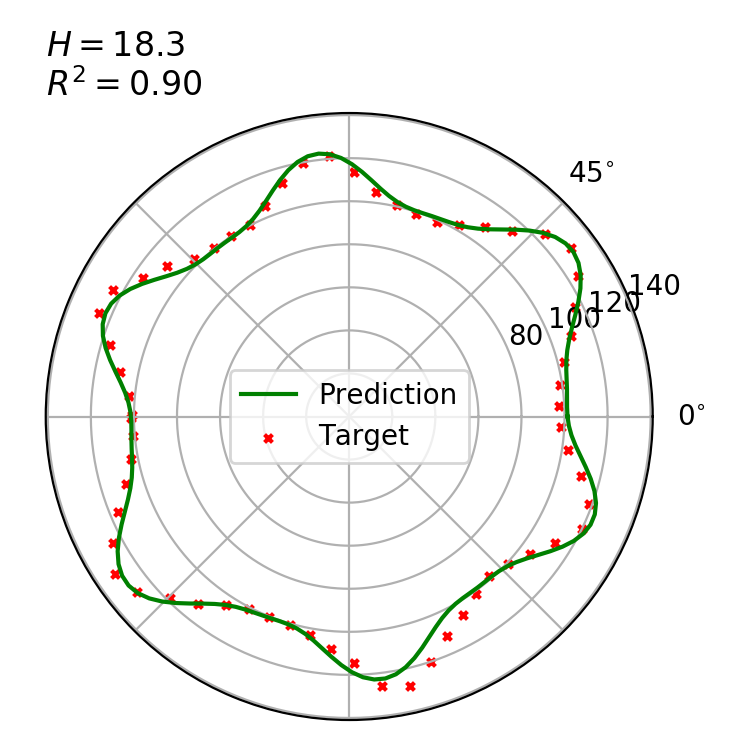 H = 18.3
R² = 0.90
45°
140
120
100
80
Prediction
0°
Target